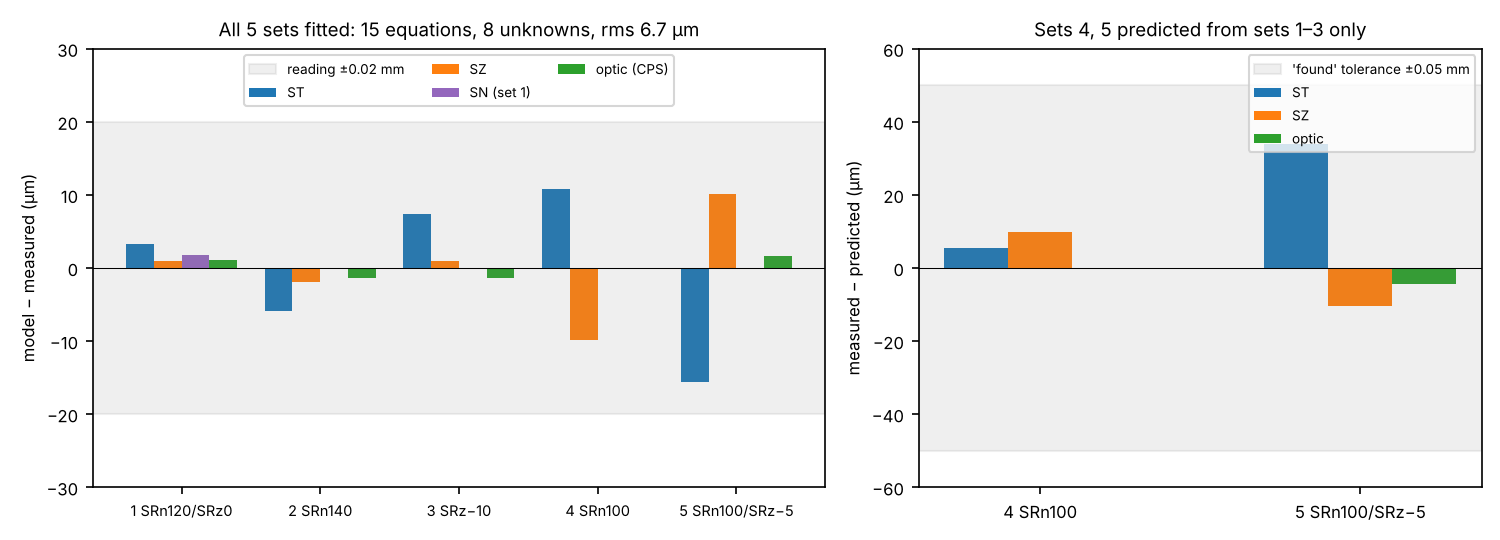 All 5 sets fitted: 15 equations, 8 unknowns, rms 6.7 µm
model − measured (µm)
30
20
10
0
−10
−20
−30
reading ±0.02 mm
ST
SZ
SN (set 1)
optic (CPS)
1 SRn120/SRz0
2 SRn140
3 SRz−10
4 SRn100
5 SRn100/SRz−5
Sets 4, 5 predicted from sets 1–3 only
measured − predicted (µm)
60
40
20
0
−20
−40
−60
'found' tolerance ±0.05 mm
ST
SZ
optic
4 SRn100
5 SRn100/SRz−5